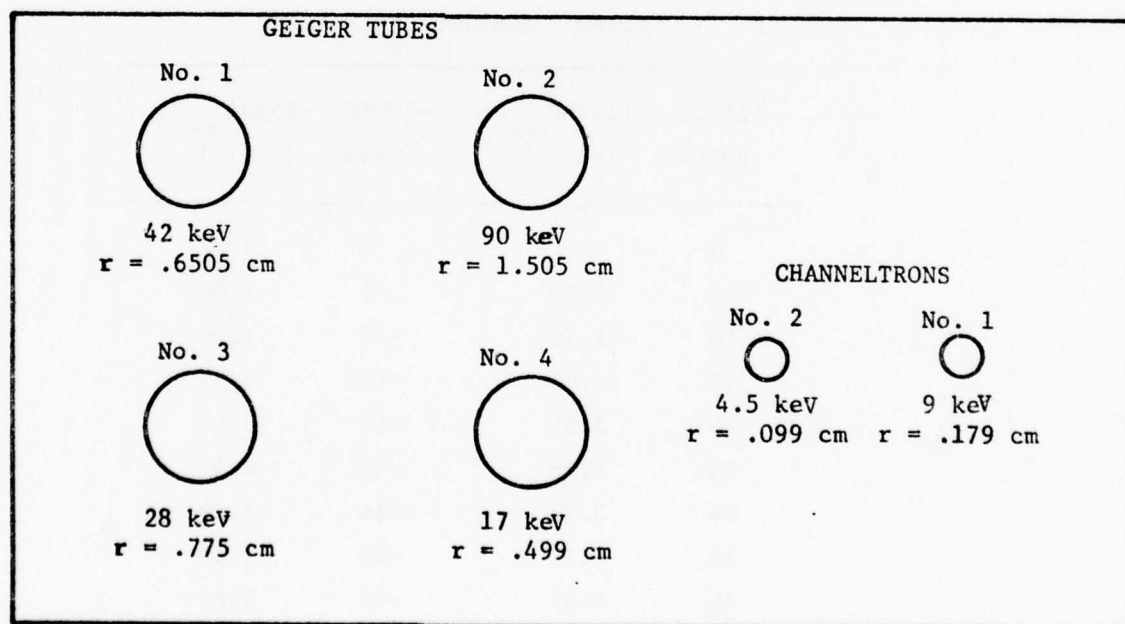 GEIGER TUBES
No. 1
42 keV
r = .6505 cm
No. 2
90 keV
r = 1.505 cm
No. 3
28 keV
r = .775 cm
No. 4
17 keV
r = .499 cm
CHANNELTRONS
No. 2
4.5 keV
r = .099 cm
No. 1
9 keV
r = .179 cm